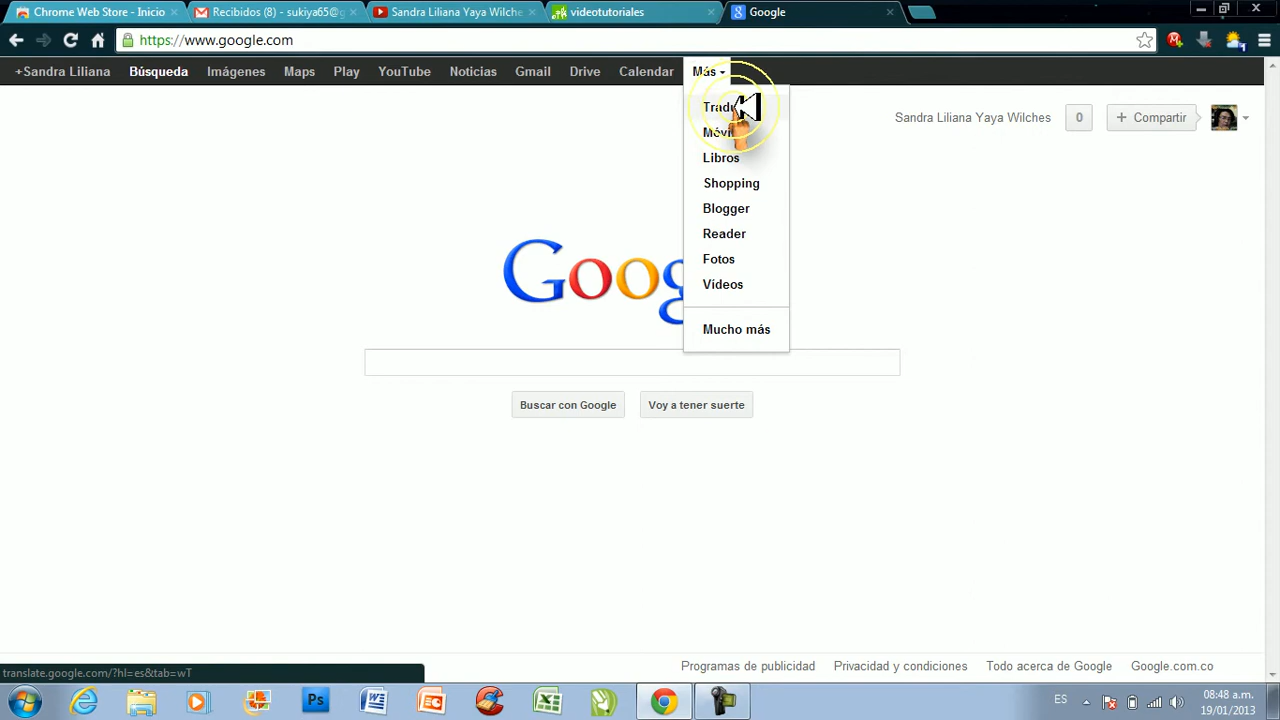 Chrome Web Store - Inicio
Recibidos (8) - sukiya65@g
Sandra Liliana Yaya Wilche
videotutoriales
Google
https://www.google.com
+Sandra Liliana Búsqueda Imágenes Maps Play YouTube Noticias Gmail Drive Calendar Más
Sandra Liliana Yaya Wilches 0 + Compartir
Libros
Shopping
Blogger
Reader
Fotos
Vídeos
Mucho más
Buscar con Google Voy a tener suerte
Programas de publicidad Privacidad y condiciones Todo acerca de Google Google.com.co
translate.google.com/?hl=es&tab=wT
ES
08:48 a.m.
19/01/2013